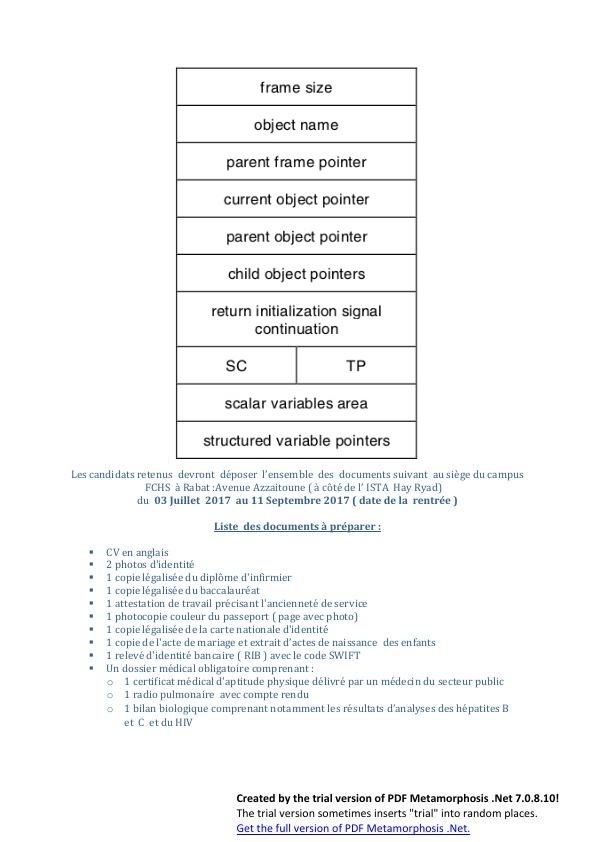 frame size
object name
parent frame pointer
current object pointer
parent object pointer
child object pointers
return initialization signal
continuation
SC TP
scalar variables area
structured variable pointers
Les candidats retenus devront déposer l'ensemble des documents suivant au siège du campus
FCHS à Rabat :Avenue Azzaitoune ( à côté de l' ISTA Hay Ryad)
du 03 Juillet 2017 au 11 Septembre 2017 ( date de la rentrée )
Liste des documents à préparer :
▪ CV en anglais
▪ 2 photos d'identité
▪ 1 copie légalisée du diplôme d'infirmier
▪ 1 copie légalisée du baccalauréat
▪ 1 attestation de travail précisant l'ancienneté de service
▪ 1 photocopie couleur du passeport ( page avec photo)
▪ 1 copie légalisée de la carte nationale d'identité
▪ 1 copie de l'acte de mariage et extrait d'actes de naissance des enfants
▪ 1 relevé d'identité bancaire ( RIB ) avec le code SWIFT
▪ Un dossier médical obligatoire comprenant :
o 1 certificat médical d'aptitude physique délivré par un médecin du secteur public
o 1 radio pulmonaire avec compte rendu
o 1 bilan biologique comprenant notamment les résultats d'analyses des hépatites B
et C et du HIV
Created by the trial version of PDF Metamorphosis .Net 7.0.8.10!
The trial version sometimes inserts "trial" into random places.
Get the full version of PDF Metamorphosis .Net.